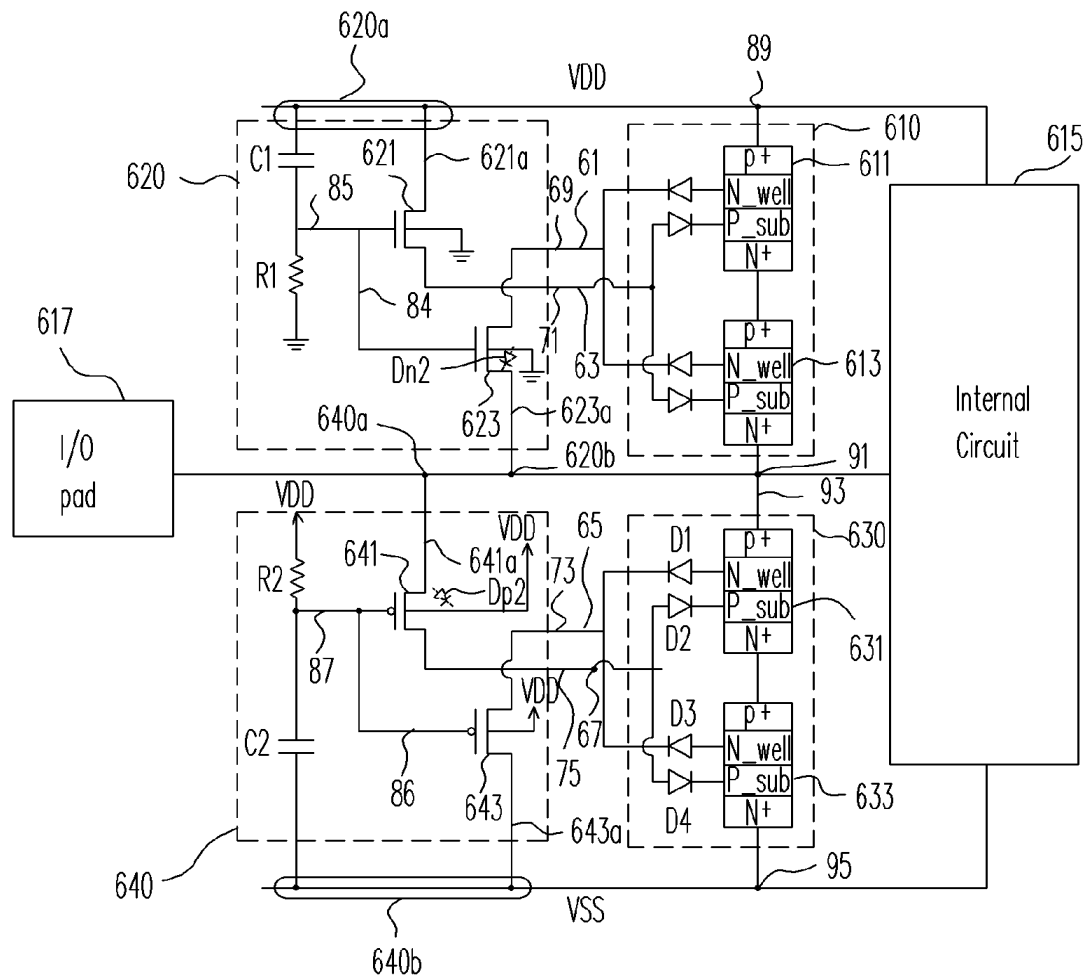 620a
VDD
89
C1
621
621a
61
p+
610
611
615
620
85
69
N_well
P_sub
N+
R1
84
71
63
p+
617
Dn2
N_well
613
P_sub
N+
Internal
Circuit
623
623a
640a
620b
91
I/O
pad
93
VDD
VDD
65
D1
p+
630
R2
641
641a
Dp2
73
N_well
P_sub
N+
631
D2
87
VDD
67
D3
p+
N_well
C2
86
643
75
P_sub
633
D4
N+
643a
95
640
VSS
640b